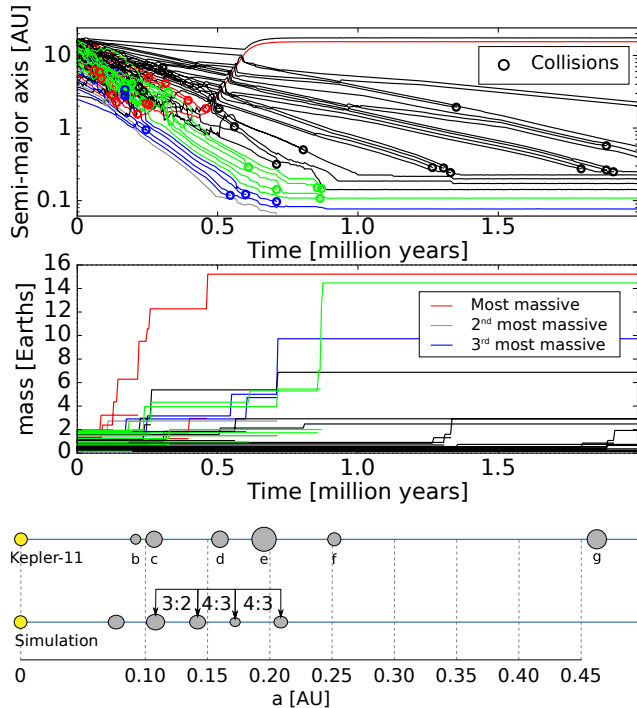 Semi-major axis [AU]
10
1
0.1
Collisions
0
0.5
1.0
1.5
Time [million years]
mass [Earths]
16
14
12
10
8
6
4
2
0
Most massive
2nd most massive
3rd most massive
0
0.5
1.0
1.5
Time [million years]
Kepler-11
b
c
d
e
f
g
3:2
4:3
4:3
Simulation
0
0.10
0.15
0.20
0.25
0.30
0.35
0.40
0.45
a [AU]